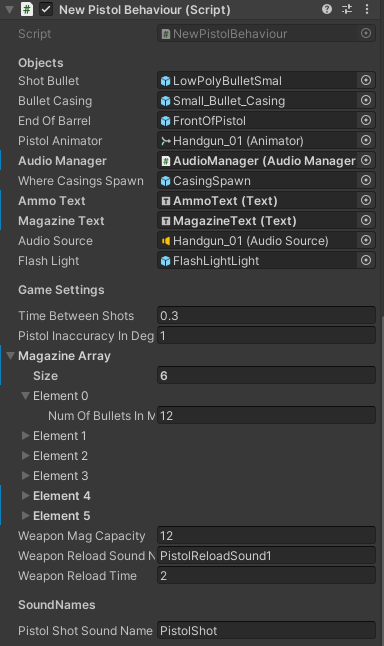 New Pistol Behaviour (Script)
Script NewPistolBehaviour
Objects
Shot Bullet LowPolyBulletSmal
Bullet Casing Small_Bullet_Casing
End Of Barrel FrontOfPistol
Pistol Animator Handgun_01 (Animator)
Audio Manager AudioManager (Audio Manager
Where Casings Spawn CasingSpawn
Ammo Text AmmoText (Text)
Magazine Text MagazineText (Text)
Audio Source Handgun_01 (Audio Source)
Flash Light FlashLightLight
Game Settings
Time Between Shots 0.3
Pistol Inaccuracy In Deg 1
Magazine Array
Size 6
Element 0
Num Of Bullets In M 12
Element 1
Element 2
Element 3
Element 4
Element 5
Weapon Mag Capacity 12
Weapon Reload Sound N PistolReloadSound1
Weapon Reload Time 2
SoundNames
Pistol Shot Sound Name PistolShot